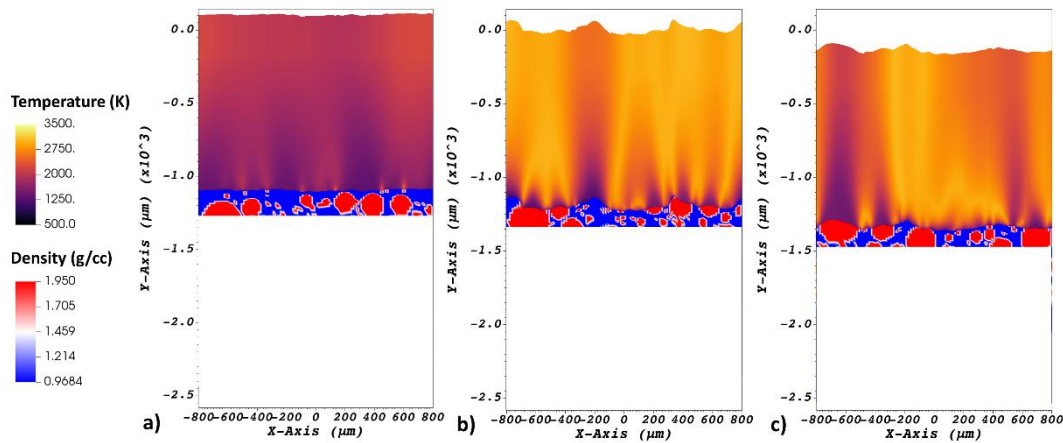 Temperature (K)
3500.
2750.
2000.
1250.
500.0
Density (g/cc)
1.950
1.705
1.459
1.214
0.9684
Y-Axis (µm) (x10^3)
0.0
-0.5
-1.0
-1.5
-2.0
-2.5
-800 -600 -400 -200 0 200 400 600 800
X-Axis (µm)
a)
Y-Axis (µm) (x10^3)
0.0
-0.5
-1.0
-1.5
-2.0
-2.5
-800 -600 -400 -200 0 200 400 600 800
X-Axis (µm)
b)
Y-Axis (µm) (x10^3)
0.0
-0.5
-1.0
-1.5
-2.0
-2.5
-800 -600 -400 -200 0 200 400 600 800
X-Axis (µm)
c)